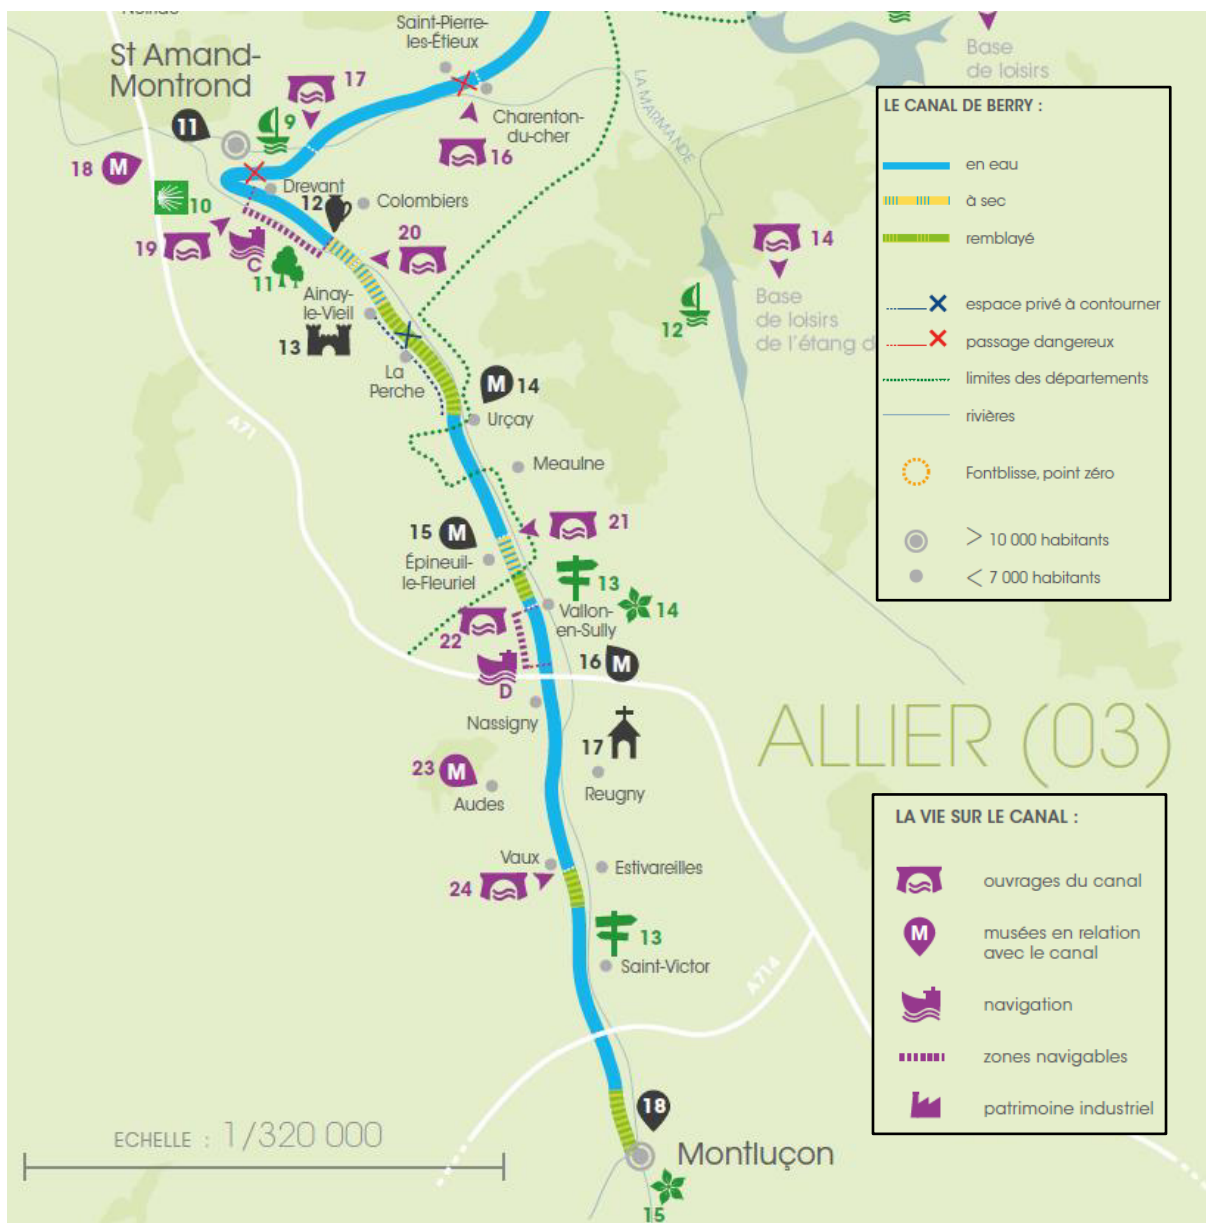 Saint-Pierre-
les-Étieux
St Amand-
Montrond
17
Base
de loisirs
LE CANAL DE BERRY :
LA MARMANDE
11
9
Charenton-
du-cher
16
en eau
18
M
Drevant
10
12
Colombiers
à sec
20
14
remblayé
19
C
11
Ainay-
le-Vieil
Base
de loisirs
de l'étang d
12
espace privé à contourner
13
passage dangereux
La
Perche
M
14
limites des départements
A71
Urçay
rivières
Meaulne
Fontblisse, point zéro
15
M
21
> 10 000 habitants
Épineuil-
le-Fleuriel
13
< 7 000 habitants
Vallon-
en-Sully
14
22
16
M
D
Nassigny
ALLIER (03)
17
23
M
Audes
Reugny
LA VIE SUR LE CANAL :
Vaux
Estivareilles
24
ouvrages du canal
13
M
musées en relation
avec le canal
Saint-Victor
A714
navigation
zones navigables
18
patrimoine industriel
ECHELLE : 1/320 000
Montluçon
15